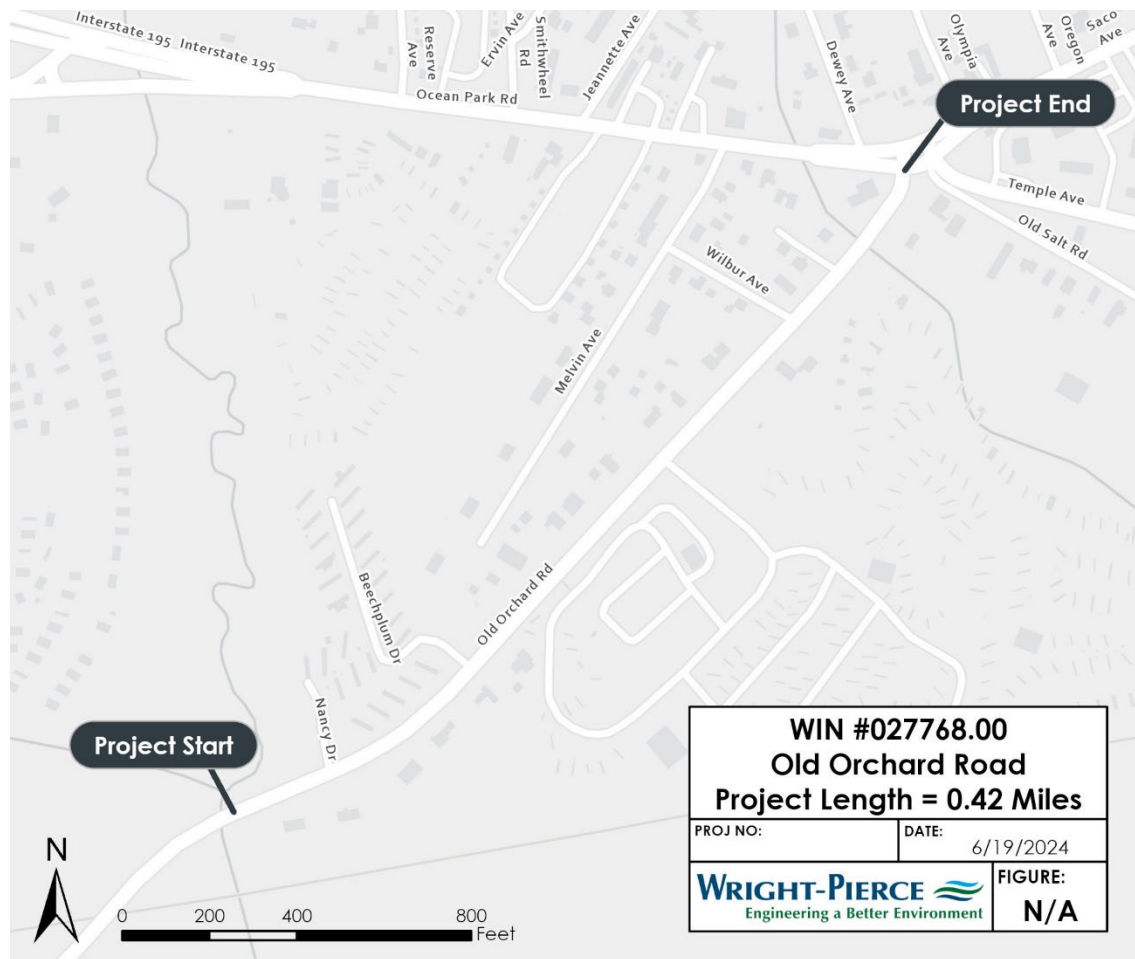 Interstate 195 Interstate 195
Reserve
Ave
Ervin Ave
Smithwheel
Rd
Jeannette Ave
Ocean Park Rd
Dewey Ave
Olympia
Ave
Oregon
Ave
Saco
Ave
Project End
Temple Ave
Old Salt Rd
Wilbur Ave
Melvin Ave
Old Orchard Rd
Beechplum Dr
Nancy Dr
Project Start
N
0 200 400 800
Feet
WIN #027768.00
Old Orchard Road
Project Length = 0.42 Miles
PROJ NO: DATE:
6/19/2024
WRIGHT-PIERCE
Engineering a Better Environment
FIGURE:
N/A